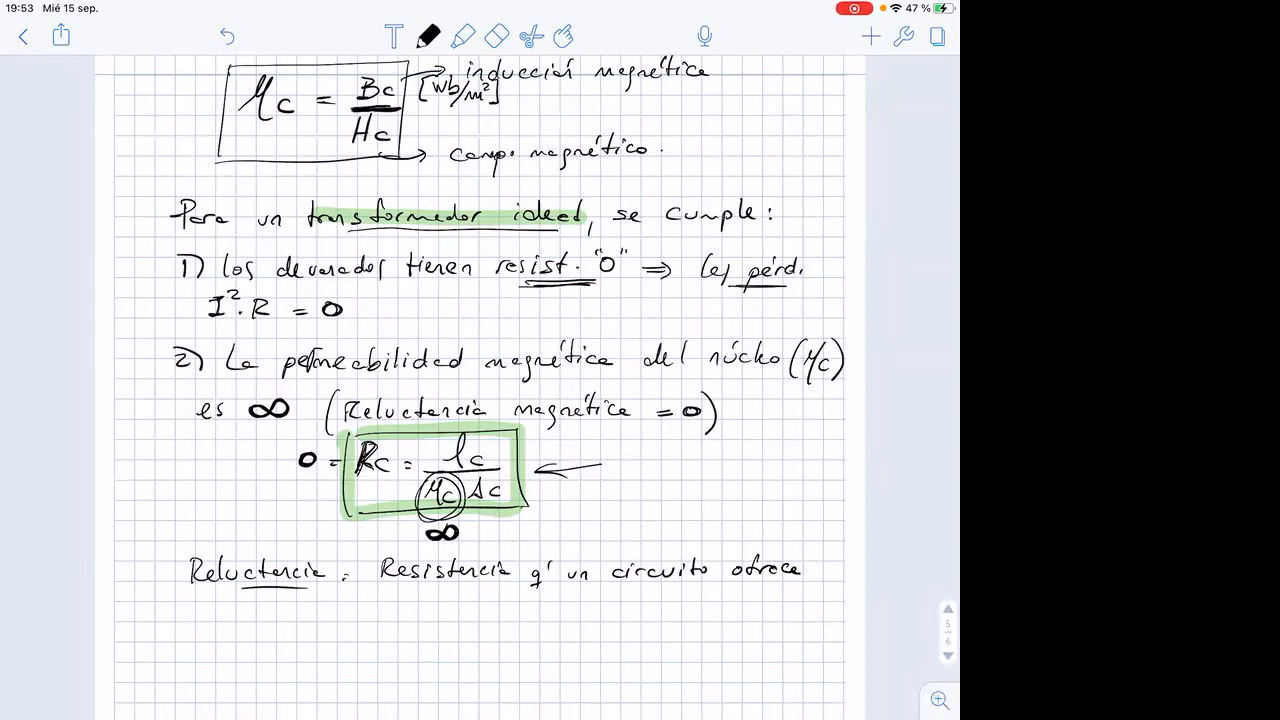 19:53 Mié 15 sep. 47 %
μc = Bc / Hc → inducción magnética [Wb/m²]
→ campo magnético.
Para un transformador ideal, se cumple:
1) Los devanados tienen resist. "0" ⇒ las pérd.
I². R = 0
2) La permeabilidad magnética del núcleo (μc)
es ∞ (Reluctancia magnética = 0)
0 = Rc = lc / μc Ac ←
∞
Reluctancia : Resistencia q' un circuito ofrece
5
6